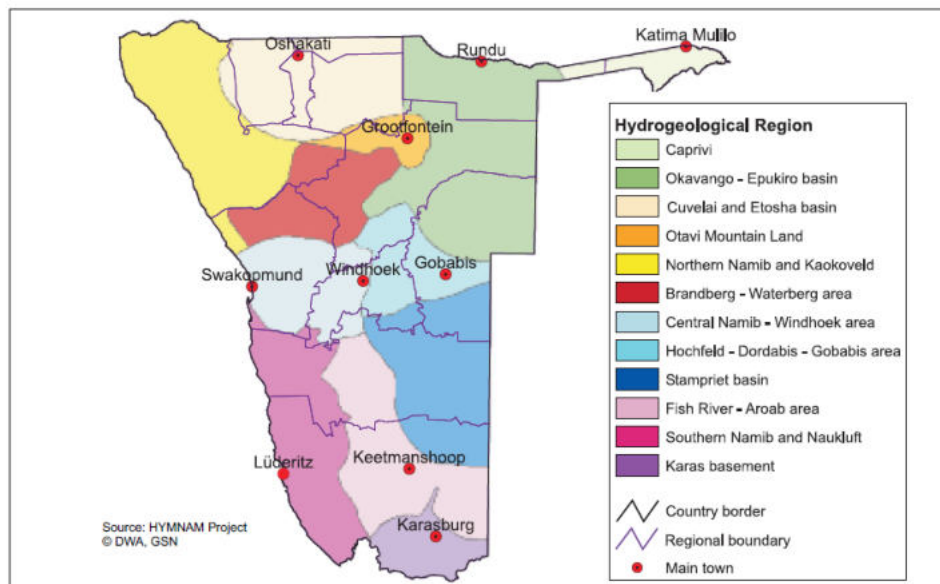 Katima Mulilo
Oshakati
Rundu
Grootfontein
Swakopmund
Windhoek
Gobabis
Lüderitz
Keetmanshoop
Karasburg
Source: HYMNAM Project
© DWA, GSN
Hydrogeological Region
Caprivi
Okavango - Epukiro basin
Cuvelai and Etosha basin
Otavi Mountain Land
Northern Namib and Kaokoveld
Brandberg - Waterberg area
Central Namib - Windhoek area
Hochfeld - Dordabis - Gobabis area
Stampriet basin
Fish River - Aroab area
Southern Namib and Naukluft
Karas basement
Country border
Regional boundary
Main town